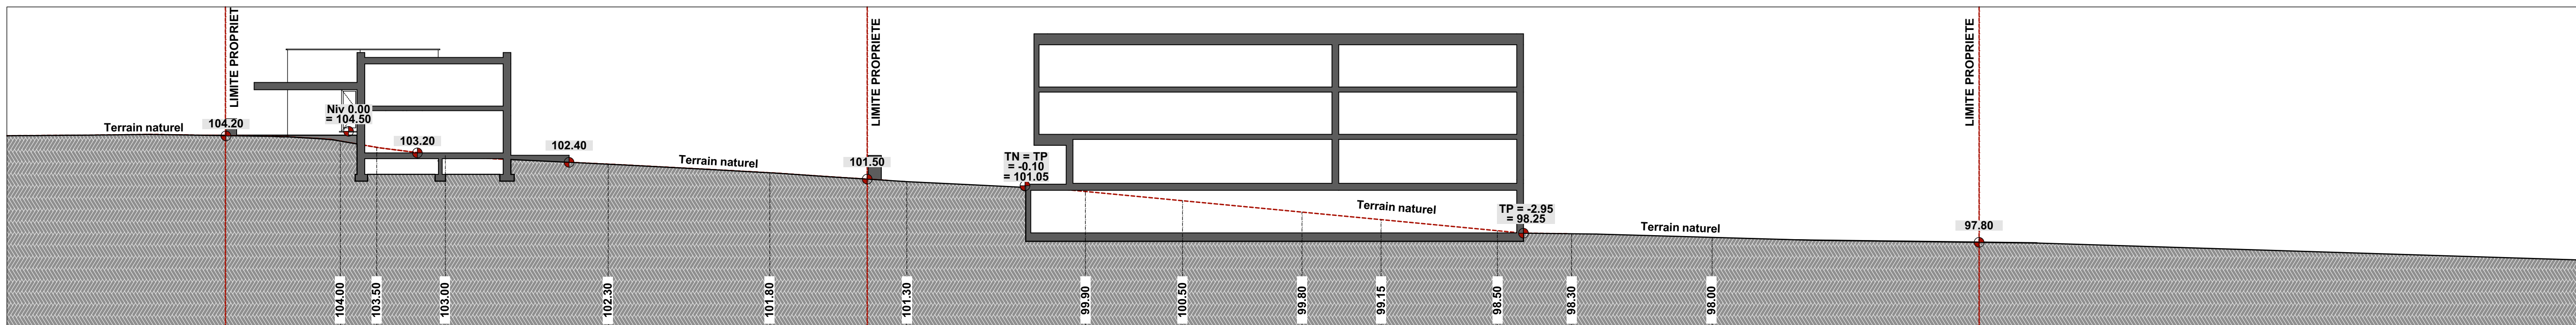 LIMITE PROPRIETE
LIMITE PROPRIETE
LIMITE PROPRIETE
Terrain naturel
104.20
Niv 0.00
= 104.50
103.20
102.40
Terrain naturel
101.50
TN = TP
= -0.10
= 101.05
Terrain naturel
TP = -2.95
= 98.25
Terrain naturel
97.80
104.00
103.50
103.00
102.30
101.80
101.30
99.90
100.50
99.80
99.15
98.50
98.30
98.00